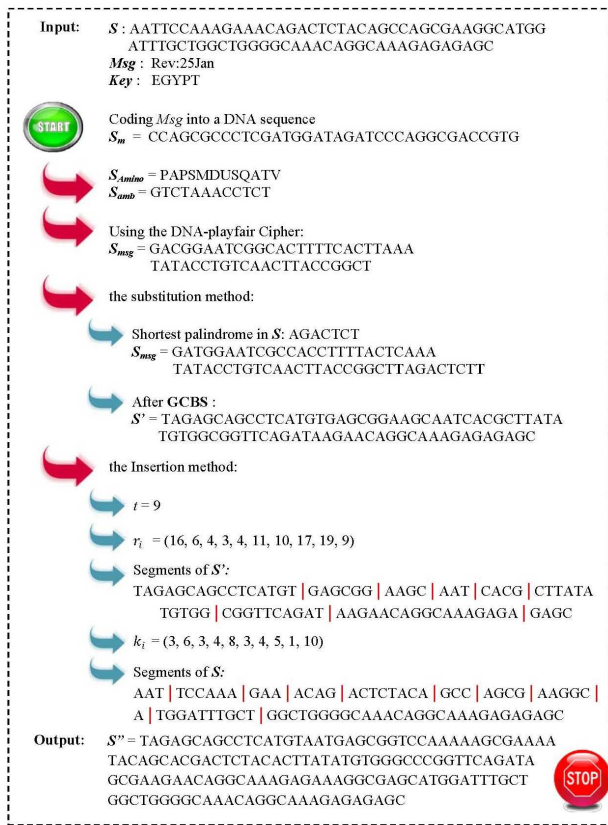 Input: S : AATTCCAAAGAAACAGACTCTACAGCCAGCGAAGGCATGG
ATTTGCTGGCTGGGGCAAACAGGCAAAGAGAGAGC
Msg : Rev:25Jan
Key : EGYPT
START
Coding Msg into a DNA sequence
Sm = CCAGCGCCCTCGATGGATAGATCCCAGGCGACCGTG
SAmino = PAPSMDUSQATV
Samb = GTCTAAACCTCT
Using the DNA-playfair Cipher:
Smsg = GACGGAATCGGCACTTTTCACTTAAA
TATACCTGTCAACTTACCGGCT
the substitution method:
Shortest palindrome in S: AGACTCT
Smsg = GATGGAATCGCCACCTTTTACTCAAA
TATACCTGTCAACTTACCGGCTTAGACTCTT
After GCBS :
S' = TAGAGCAGCCTCATGTGAGCGGAAGCAATCACGCTTATA
TGTGGCGGTTCAGATAAGAACAGGCAAAGAGAGAGC
the Insertion method:
t = 9
ri = (16, 6, 4, 3, 4, 11, 10, 17, 19, 9)
Segments of S':
TAGAGCAGCCTCATGT | GAGCGG | AAGC | AAT | CACG | CTTATA
TGTGG | CGGTTCAGAT | AAGAACAGGCAAAGAGA | GAGC
ki = (3, 6, 3, 4, 8, 3, 4, 5, 1, 10)
Segments of S:
AAT | TCCAAA | GAA | ACAG | ACTCTACA | GCC | AGCG | AAGGC |
A | TGGATTTGCT | GGCTGGGGCAAACAGGCAAAGAGAGAGC
Output: S'' = TAGAGCAGCCTCATGTAATGAGCGGTCCAAAAAGCGAAAA
TACAGCACGACTCTACACTTATATGTGGGCCCGGTTCAGATA
GCGAAGAACAGGCAAAGAGAAAGGCGAGCATGGATTTGCT
GGCTGGGGCAAACAGGCAAAGAGAGAGC
STOP